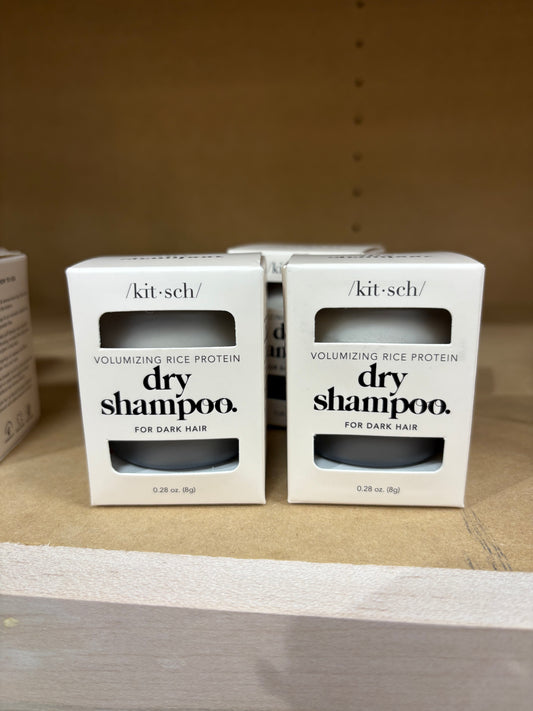 /kit·sch/
VOLUMIZING RICE PROTEIN
dry
shampoo.
FOR DARK HAIR
0.28 oz. (8g)
/kit·sch/
VOLUMIZING RICE PROTEIN
dry
shampoo.
FOR DARK HAIR
0.28 oz. (8g)